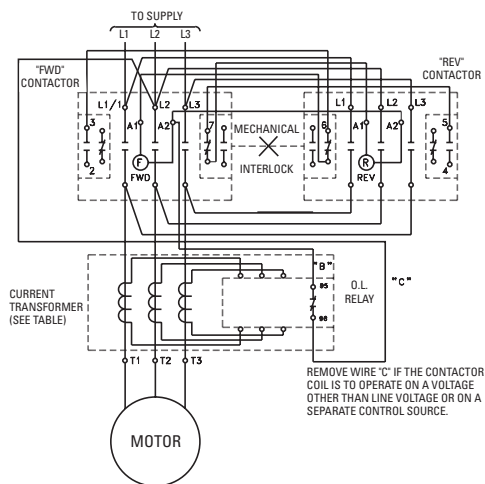 TO SUPPLY
L1 L2 L3
"FWD" CONTACTOR
"REV" CONTACTOR
L1/1 L2 L3
L1 L2 L3
3 A1 A2 7
6 A1 A2 5
MECHANICAL
INTERLOCK
2 F
FWD
R 4
REV
CURRENT
TRANSFORMER
(SEE TABLE)
"B"
95
96
O.L.
RELAY
"C"
T1 T2 T3
REMOVE WIRE "C" IF THE CONTACTOR
COIL IS TO OPERATE ON A VOLTAGE
OTHER THAN LINE VOLTAGE OR ON A
SEPARATE CONTROL SOURCE.
MOTOR